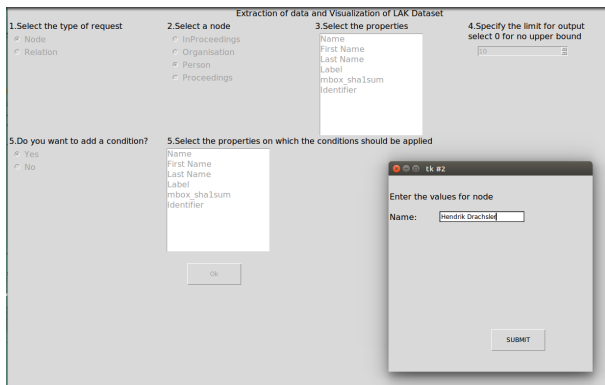 Extraction of data and Visualization of LAK Dataset
1.Select the type of request
Node
Relation
2.Select a node
InProceedings
Organisation
Person
Proceedings
3.Select the properties
Name
First Name
Last Name
Label
mbox_sha1sum
Identifier
4.Specify the limit for output
select 0 for no upper bound
10
5.Do you want to add a condition?
Yes
No
5.Select the properties on which the conditions should be applied
Name
First Name
Last Name
Label
mbox_sha1sum
Identifier
Ok
tk #2
Enter the values for node
Name: Hendrik Drachsler
SUBMIT